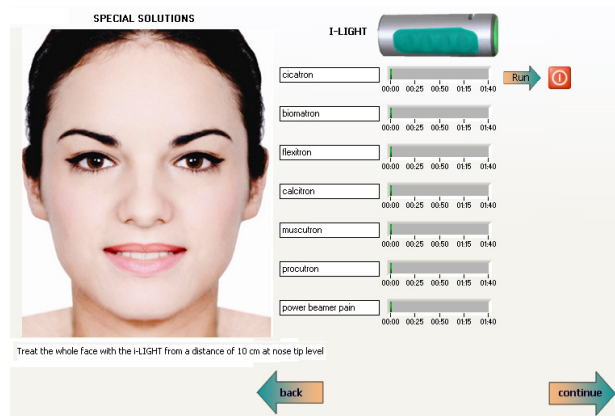 SPECIAL SOLUTIONS
I-LIGHT
cicatron
00:00 00:25 00:50 01:15 01:40
Run
biomatron
00:00 00:25 00:50 01:15 01:40
flexitron
00:00 00:25 00:50 01:15 01:40
calcitron
00:00 00:25 00:50 01:15 01:40
muscutron
00:00 00:25 00:50 01:15 01:40
procutron
00:00 00:25 00:50 01:15 01:40
power beamer pain
00:00 00:25 00:50 01:15 01:40
Treat the whole face with the i-LIGHT from a distance of 10 cm at nose tip level
back
continue